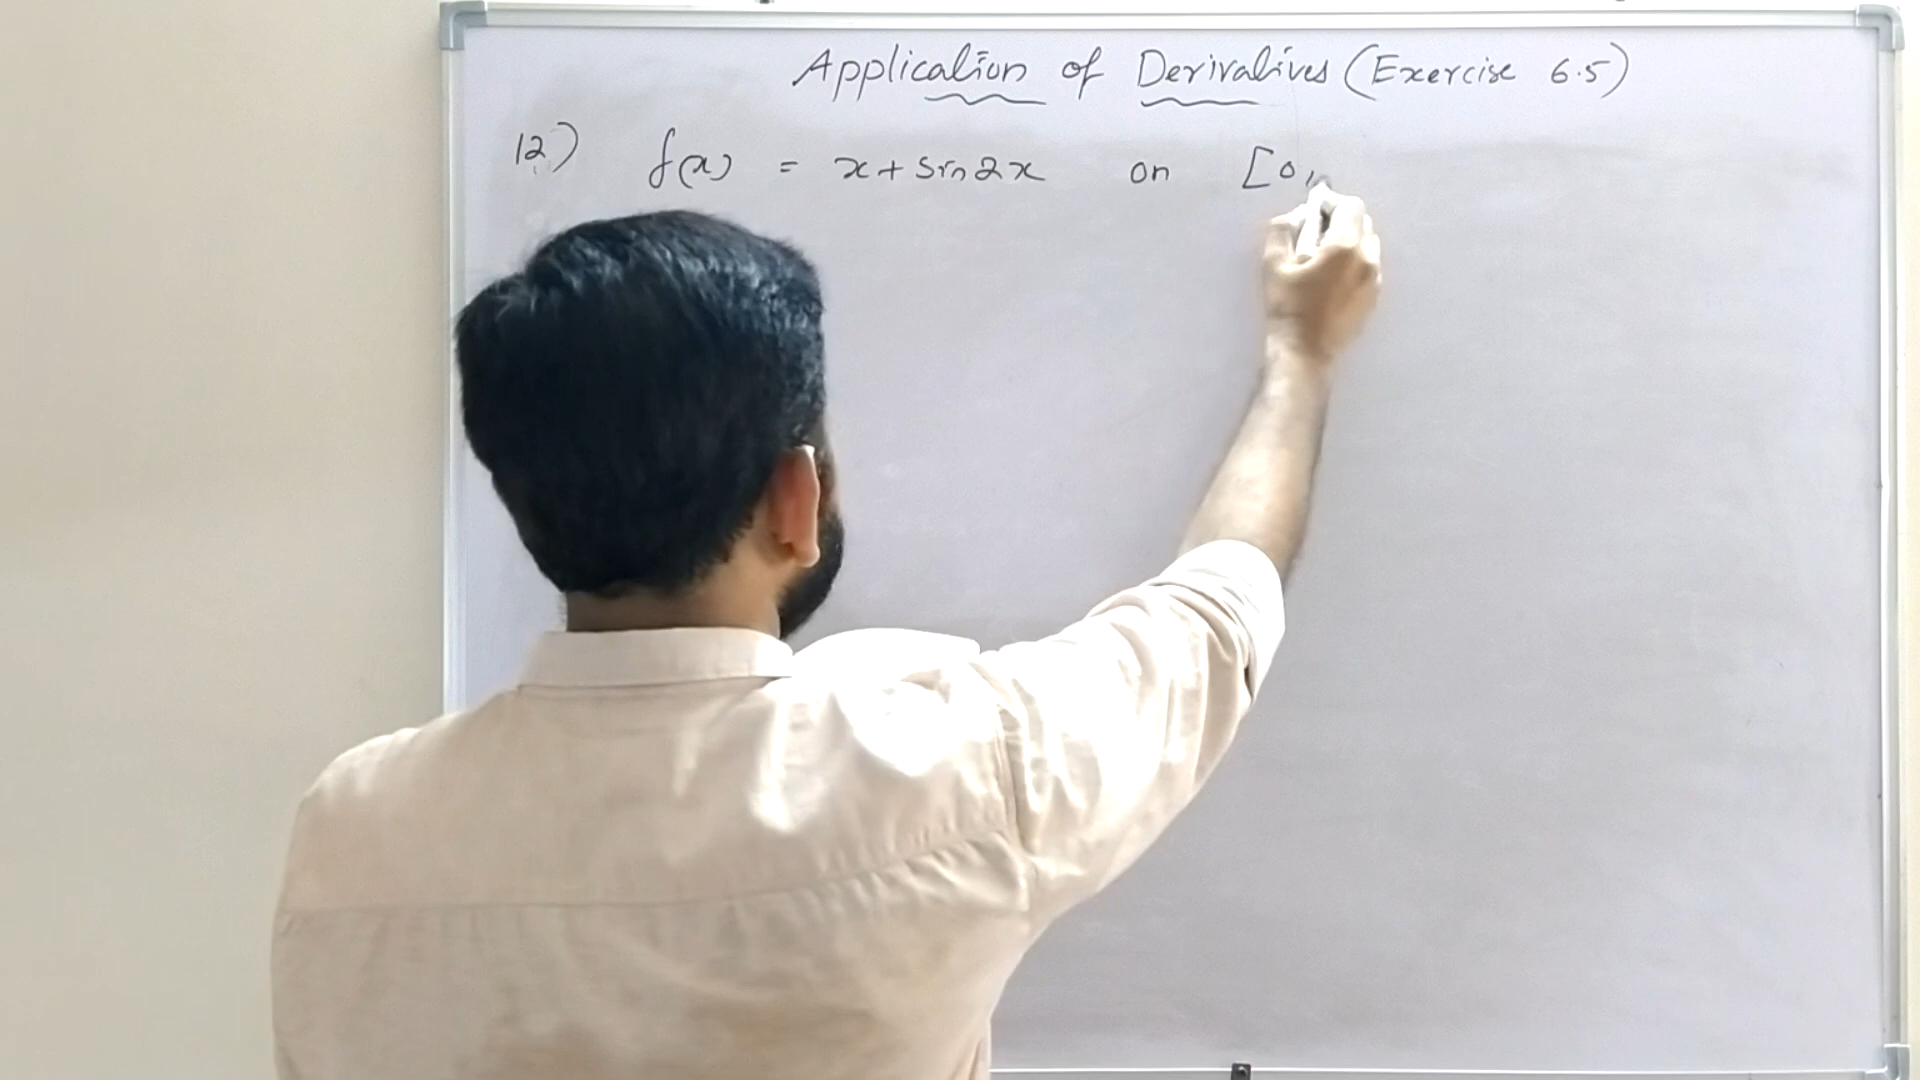 Application of Derivatives (Exercise 6.5)
12) f(x) = x + sin2x on [0,